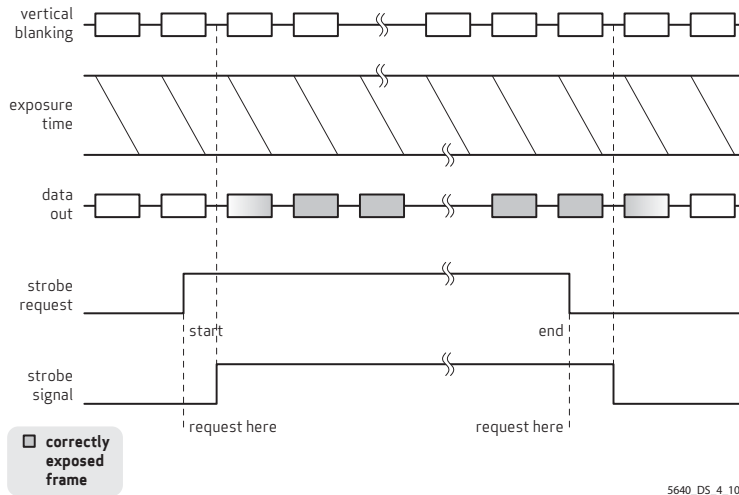 vertical
blanking
exposure
time
data
out
strobe
request
start
end
strobe
signal
request here
request here
correctly
exposed
frame
5640_DS_4_10